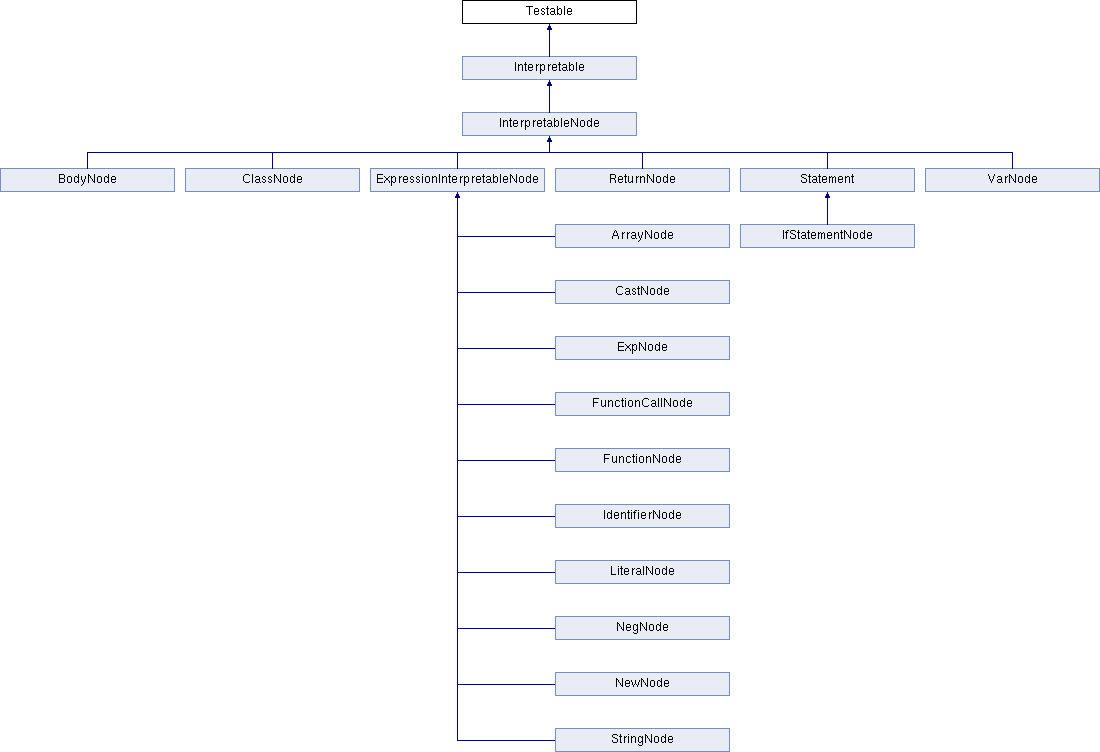 Testable
Interpretable
InterpretableNode
BodyNode
ClassNode
ExpressionInterpretableNode
ReturnNode
Statement
VarNode
ArrayNode
IfStatementNode
CastNode
ExpNode
FunctionCallNode
FunctionNode
IdentifierNode
LiteralNode
NegNode
NewNode
StringNode